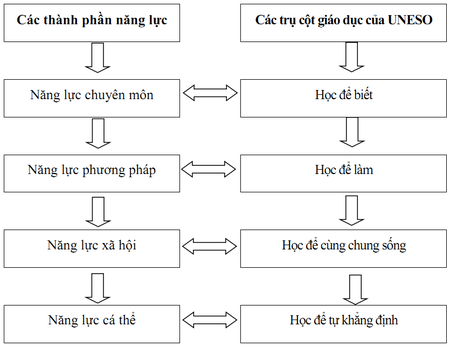 Các thành phần năng lực
Các trụ cột giáo dục của UNESO
Năng lực chuyên môn
Học để biết
Năng lực phương pháp
Học để làm
Năng lực xã hội
Học để cùng chung sống
Năng lực cá thể
Học để tự khẳng định